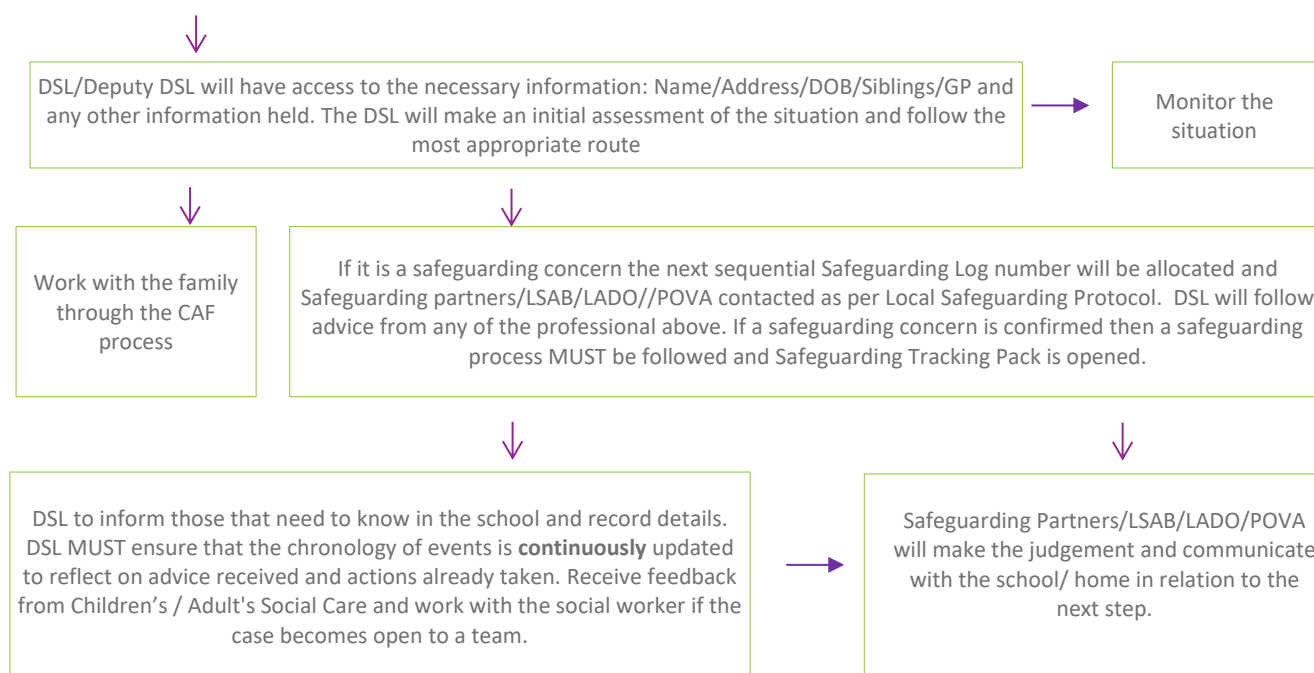 DSL/Deputy DSL will have access to the necessary information: Name/Address/DOB/Siblings/GP and
any other information held. The DSL will make an initial assessment of the situation and follow the
most appropriate route
Monitor the
situation
Work with the family
through the CAF
process
If it is a safeguarding concern the next sequential Safeguarding Log number will be allocated and
Safeguarding partners/LSAB/LADO//POVA contacted as per Local Safeguarding Protocol.  DSL will follow
advice from any of the professional above. If a safeguarding concern is confirmed then a safeguarding
process MUST be followed and Safeguarding Tracking Pack is opened.
DSL to inform those that need to know in the school and record details.
DSL MUST ensure that the chronology of events is continuously updated
to reflect on advice received and actions already taken. Receive feedback
from Children’s / Adult's Social Care and work with the social worker if the
case becomes open to a team.
Safeguarding Partners/LSAB/LADO/POVA
will make the judgement and communicate
with the school/ home in relation to the
next step.